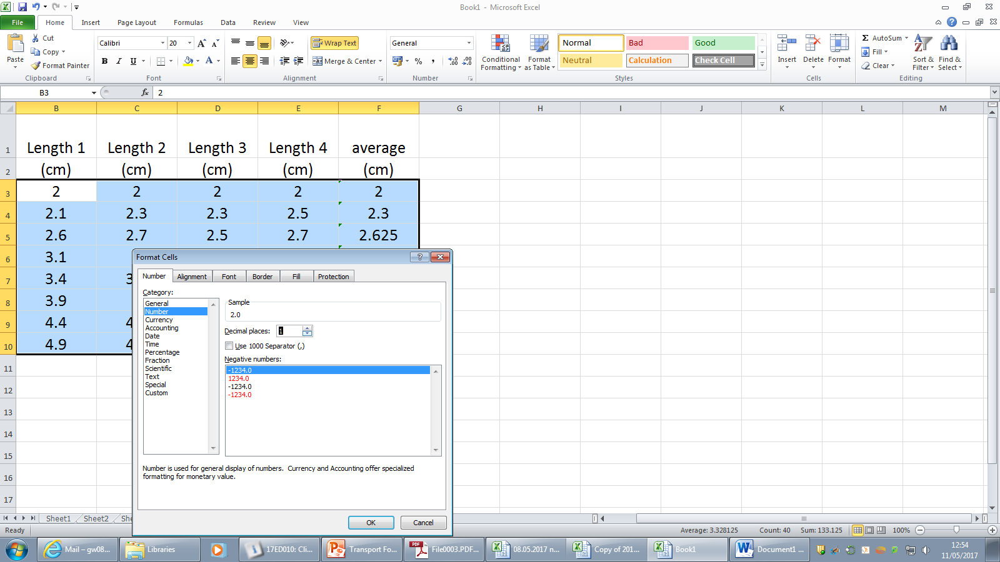 Book1 - Microsoft Excel
File Home Insert Page Layout Formulas Data Review View
Paste
Cut
Copy
Format Painter
Clipboard
Calibri 20
B I U
Font
Wrap Text
Merge & Center
Alignment
General
%
Number
Conditional Formatting
Format as Table
Normal Bad Good
Neutral Calculation Check Cell
Styles
Insert Delete Format
Cells
AutoSum
Fill
Clear
Sort & Filter
Find & Select
Editing
B3 fx 2
B C D E F G H I J K L M
1 Length 1 Length 2 Length 3 Length 4 average
2 (cm) (cm) (cm) (cm) (cm)
3 2 2 2 2 2
4 2.1 2.3 2.3 2.5 2.3
5 2.6 2.7 2.5 2.7 2.625
6 3.1
7 3.4 3
8 3.9
9 4.4 4
10 4.9 4
11
12
13
14
15
16
17
Format Cells
Number Alignment Font Border Fill Protection
Category:
General
Number
Currency
Accounting
Date
Time
Percentage
Fraction
Scientific
Text
Special
Custom
Sample
2.0
Decimal places: 1
Use 1000 Separator (,)
Negative numbers:
-1234.0
1234.0
-1234.0
-1234.0
Number is used for general display of numbers. Currency and Accounting offer specialized
formatting for monetary value.
OK Cancel
Sheet1 Sheet2 She
Ready Average: 3.328125 Count: 40 Sum: 133.125 100%
Mail – gw08... Libraries 17ED010: Cli... Transport Fo... File0003.PDF... 08.05.2017 n... Copy of 201... Book1 Document1 ...
12:54
11/05/2017